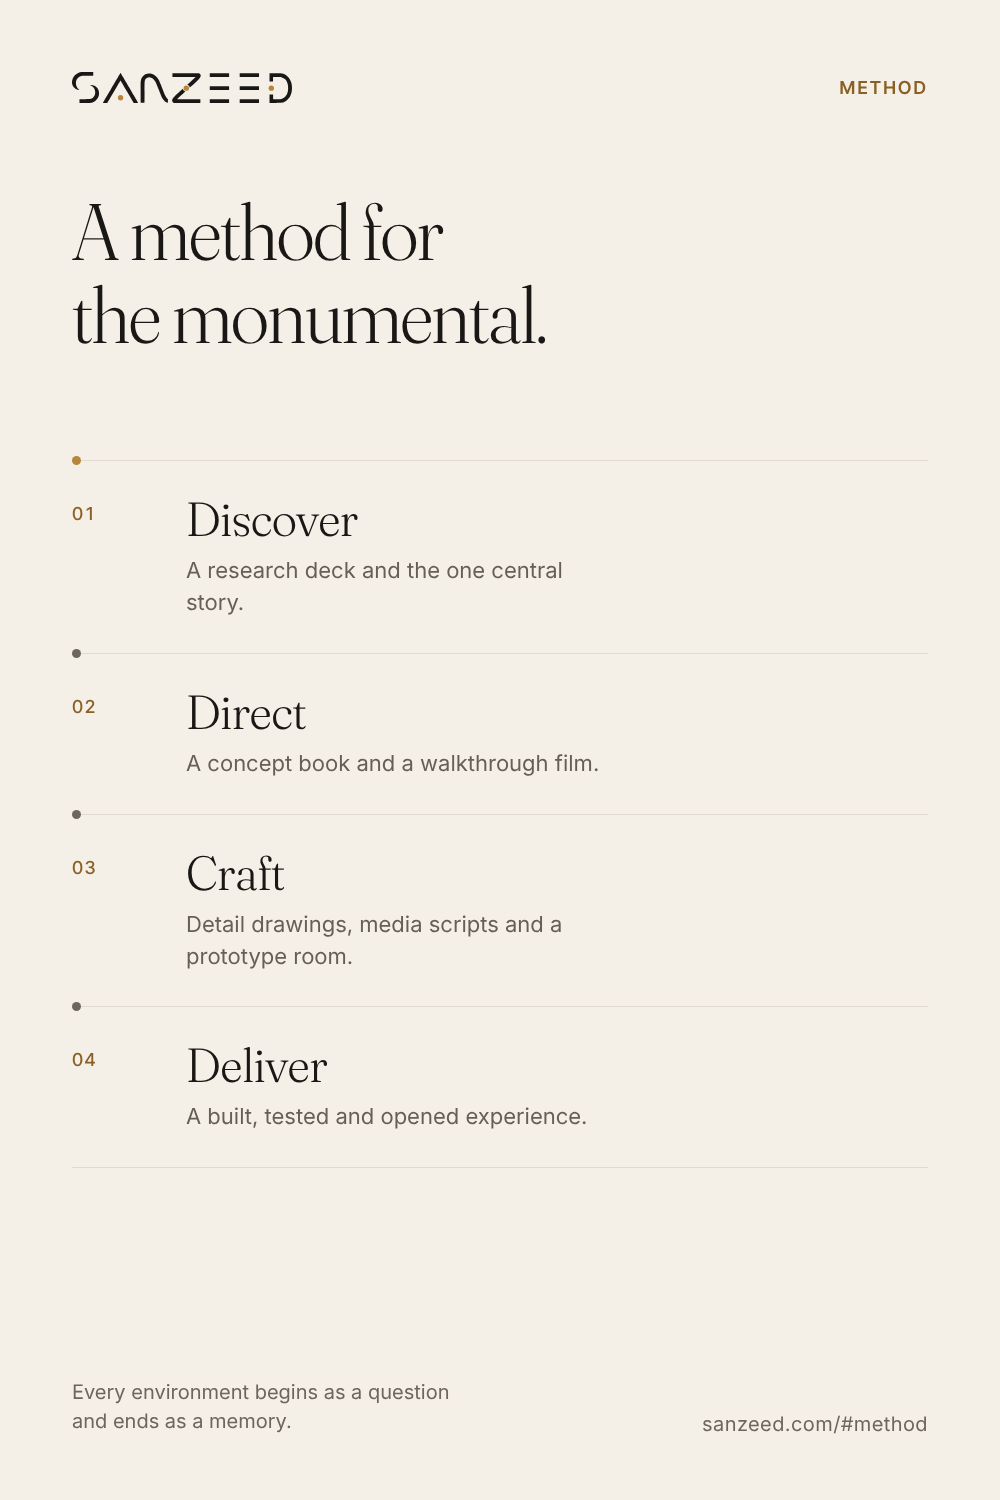 SANZEED
METHOD
A method for
the monumental.
01
Discover
A research deck and the one central
story.
02
Direct
A concept book and a walkthrough film.
03
Craft
Detail drawings, media scripts and a
prototype room.
04
Deliver
A built, tested and opened experience.
Every environment begins as a question
and ends as a memory.
sanzeed.com/#method